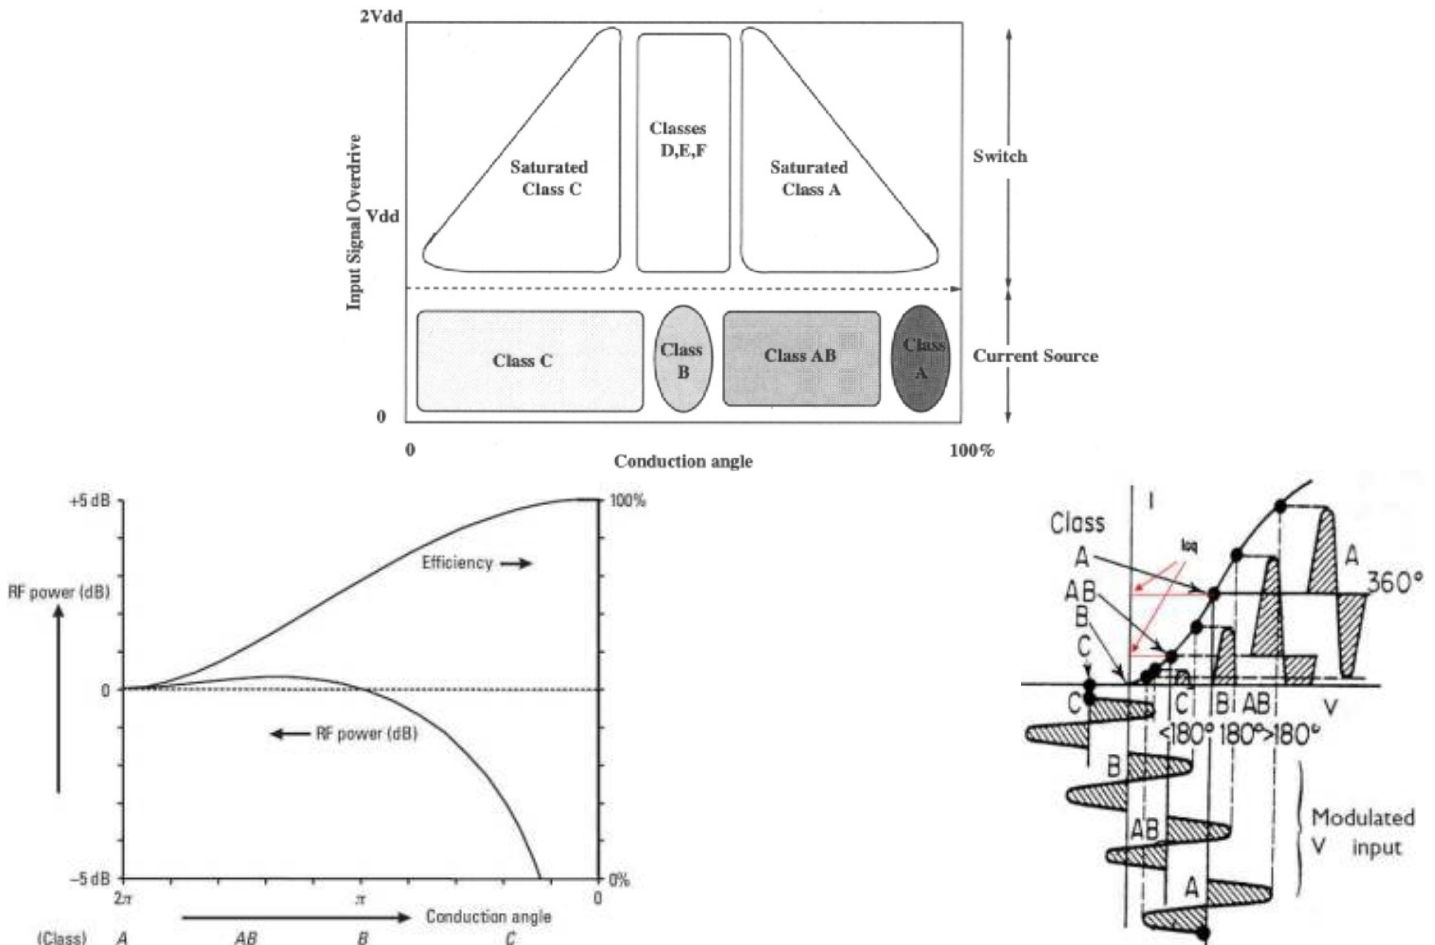 2Vdd
Classes
D,E,F
Saturated
Class C
Saturated
Class A
Switch
Input Signal Overdrive
Vdd
Class C
Class
B
Class AB
Class
A
Current Source
0
0
100%
Conduction angle
+5 dB
100%
Efficiency
RF power (dB)
0
RF power (dB)
-5 dB
0%
2π
π
0
Conduction angle
(Class)
A
AB
B
C
I
Class
A
AB
B
C
A
360°
C
C
B
AB
V
<180°
180°
>180°
B
AB
A
Modulated
V input